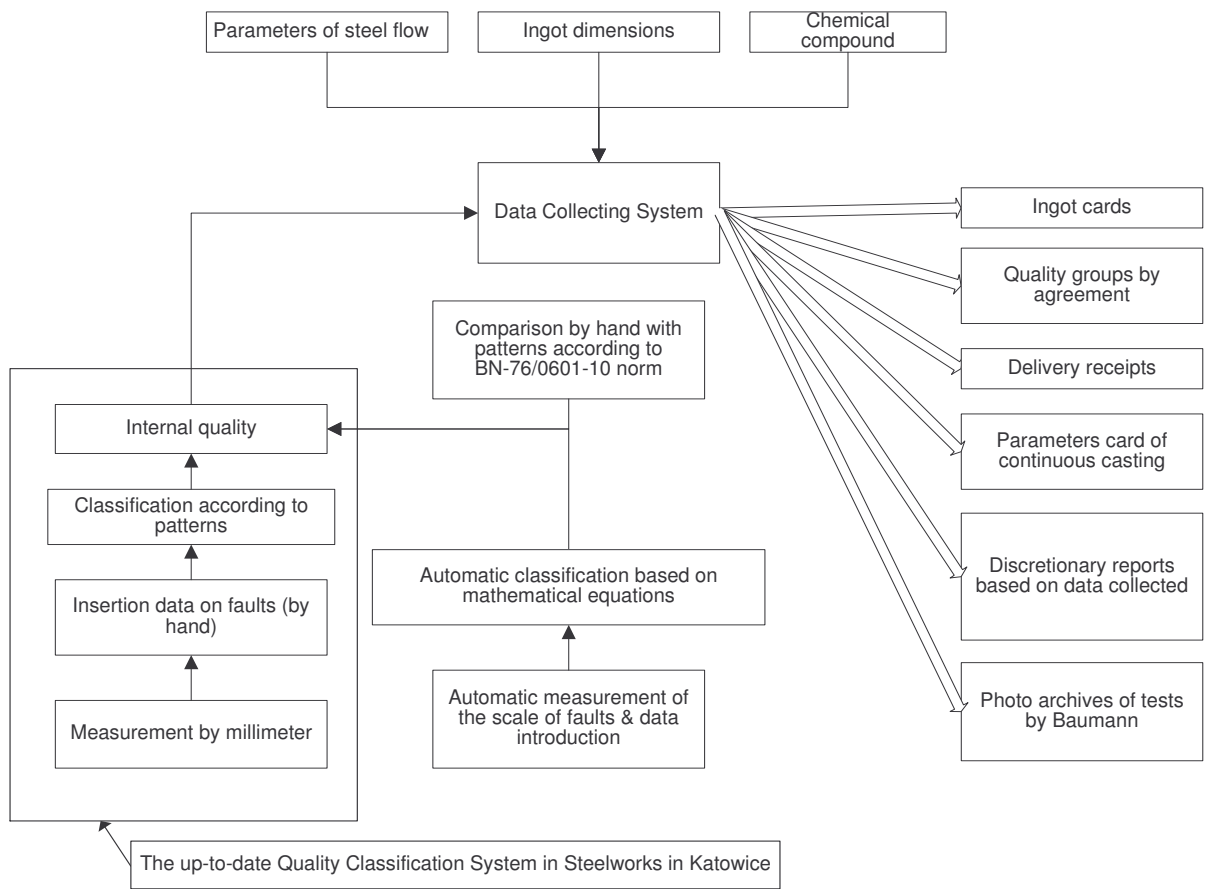 Parameters of steel flow
Ingot dimensions
Chemical
compound
Data Collecting System
Ingot cards
Quality groups by
agreement
Delivery receipts
Parameters card of
continuous casting
Discretionary reports
based on data collected
Photo archives of tests
by Baumann
Comparison by hand with
patterns according to
BN-76/0601-10 norm
Internal quality
Classification according to
patterns
Insertion data on faults (by
hand)
Measurement by millimeter
Automatic classification based on
mathematical equations
Automatic measurement of
the scale of faults & data
introduction
The up-to-date Quality Classification System in Steelworks in Katowice